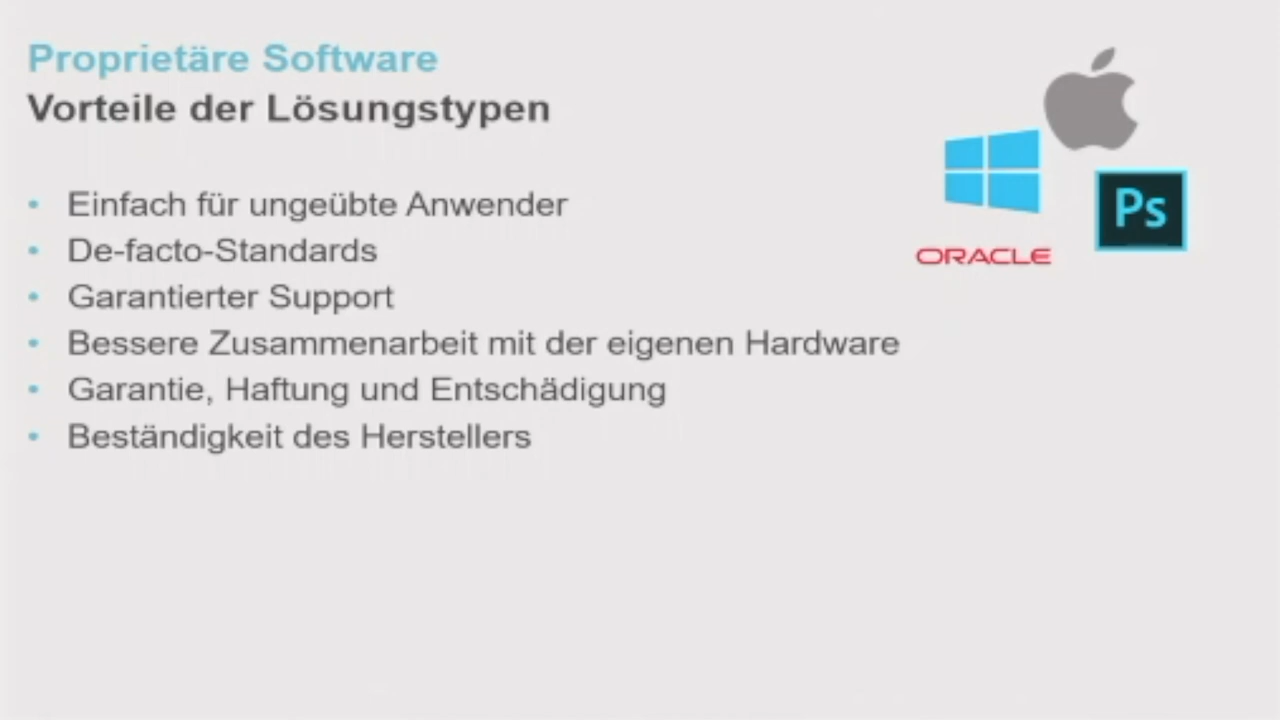 Proprietäre Software
Vorteile der Lösungstypen
• Einfach für ungeübte Anwender
• De-facto-Standards
• Garantierter Support
• Bessere Zusammenarbeit mit der eigenen Hardware
• Garantie, Haftung und Entschädigung
• Beständigkeit des Herstellers
Ps
ORACLE